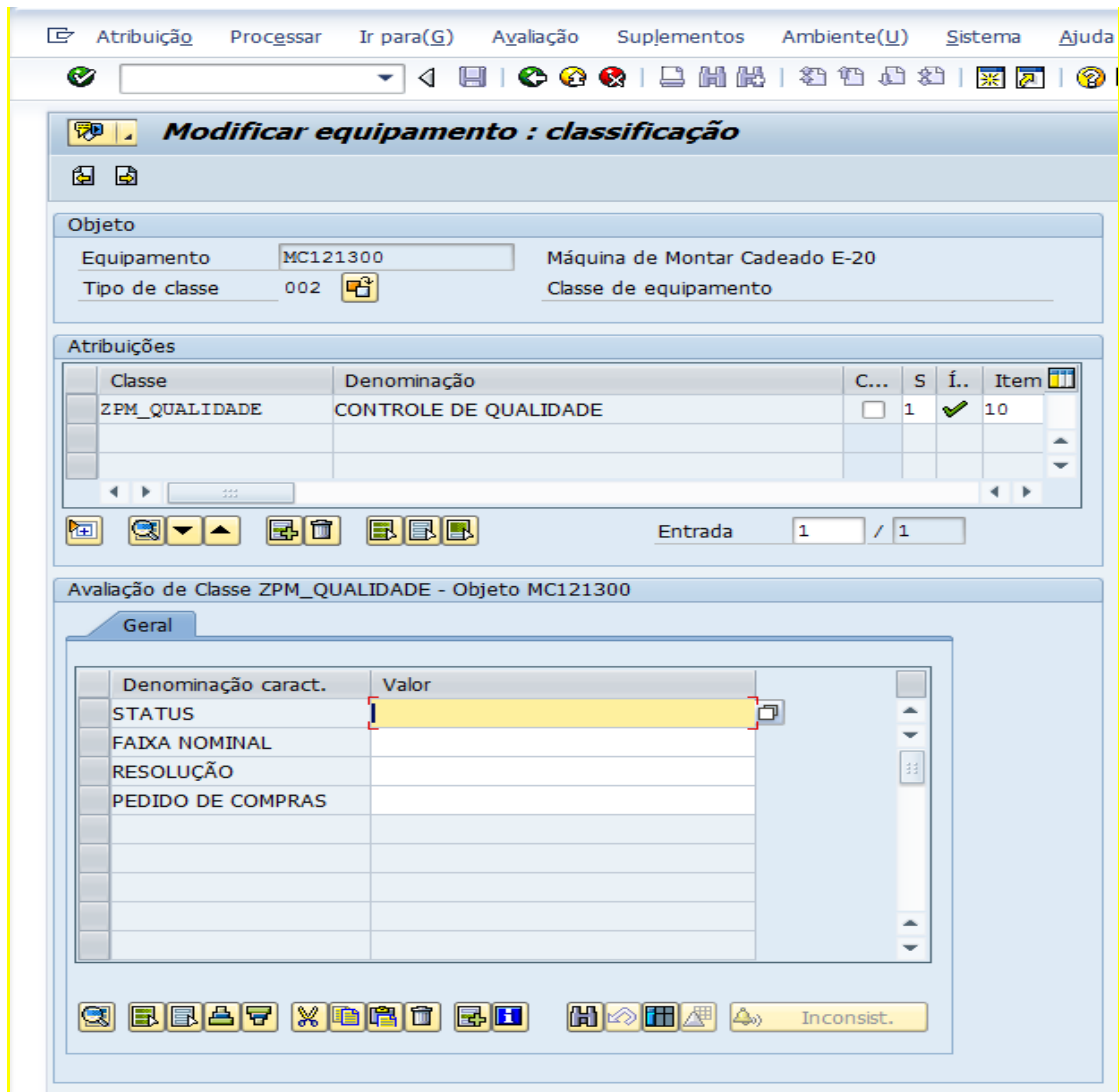 Atribuição Processar Ir para(G) Avaliação Suplementos Ambiente(U) Sistema Ajuda
Modificar equipamento : classificação
Objeto
Equipamento MC121300 Máquina de Montar Cadeado E-20
Tipo de classe 002 Classe de equipamento
Atribuições
Classe Denominação C... S Í.. Item
ZPM_QUALIDADE CONTROLE DE QUALIDADE 1 10
Entrada 1 / 1
Avaliação de Classe ZPM_QUALIDADE - Objeto MC121300
Geral
Denominação caract. Valor
STATUS
FAIXA NOMINAL
RESOLUÇÃO
PEDIDO DE COMPRAS
Inconsist.